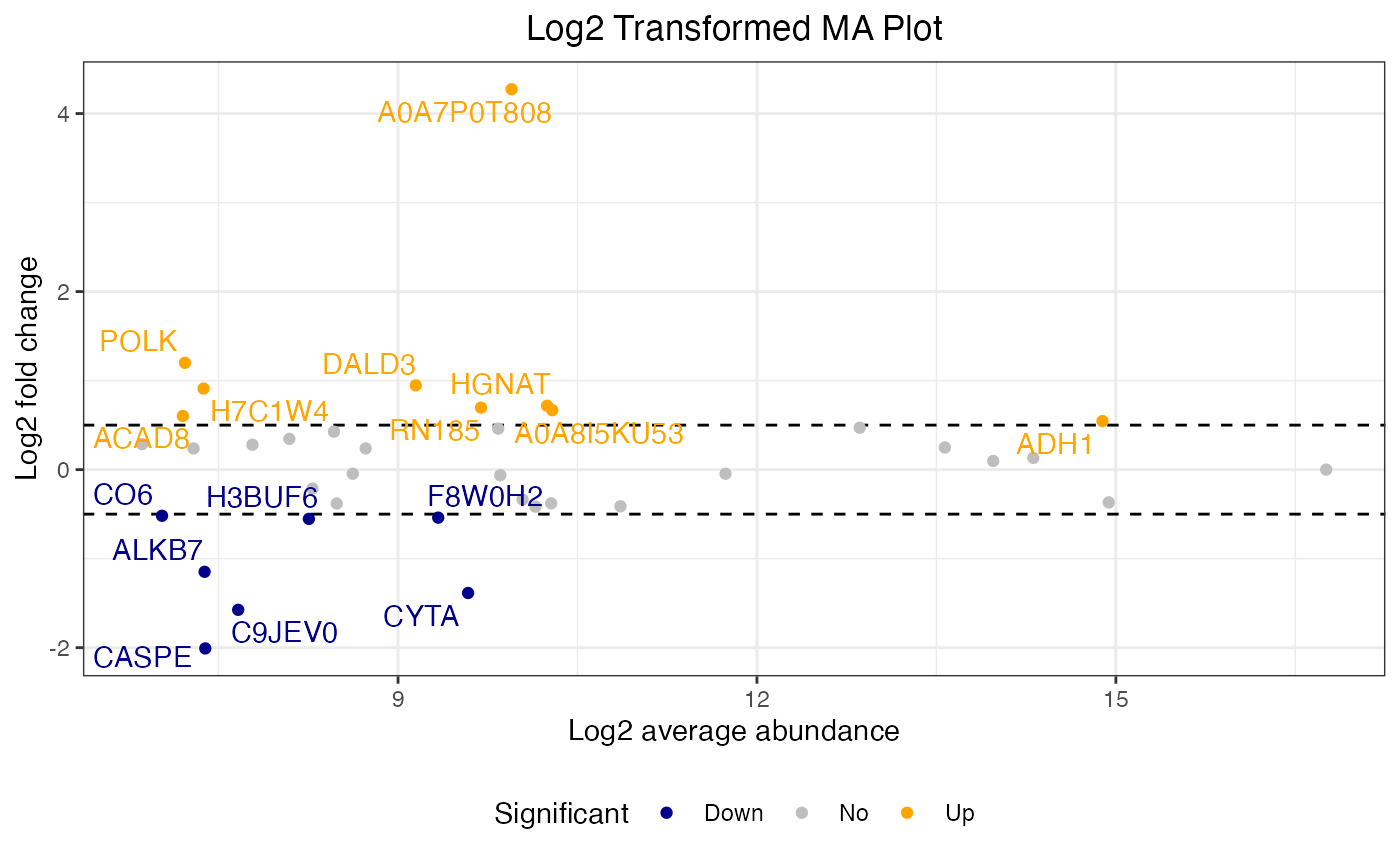 Log2 Transformed MA Plot
Log2 fold change
4
2
0
-2
A0A7P0T808
POLK
DALD3
HGNAT
H7C1W4
RN185
A0A8I5KU53
ACAD8
ADH1
CO6
H3BUF6
F8W0H2
ALKB7
CYTA
C9JEV0
CASPE
9
12
15
Log2 average abundance
Significant Down No Up